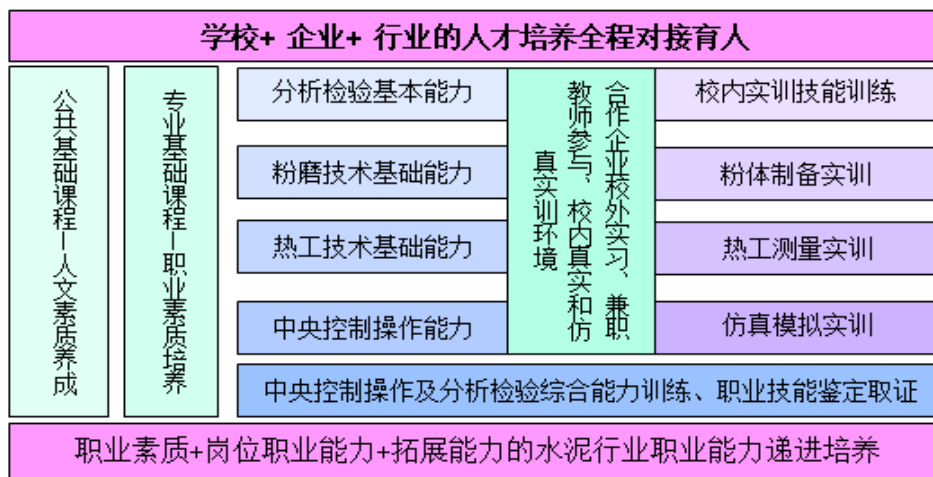 学校+ 企业+ 行业的人才培养全程对接育人
公共基础课程—人文素质养成
专业基础课程—职业素质培养
分析检验基本能力
粉磨技术基础能力
热工技术基础能力
中央控制操作能力
合作企业校外实习、兼职
教师参与、校内真实和仿
真实训环境
校内实训技能训练
粉体制备实训
热工测量实训
仿真模拟实训
中央控制操作及分析检验综合能力训练、职业技能鉴定取证
职业素质+岗位职业能力+拓展能力的水泥行业职业能力递进培养